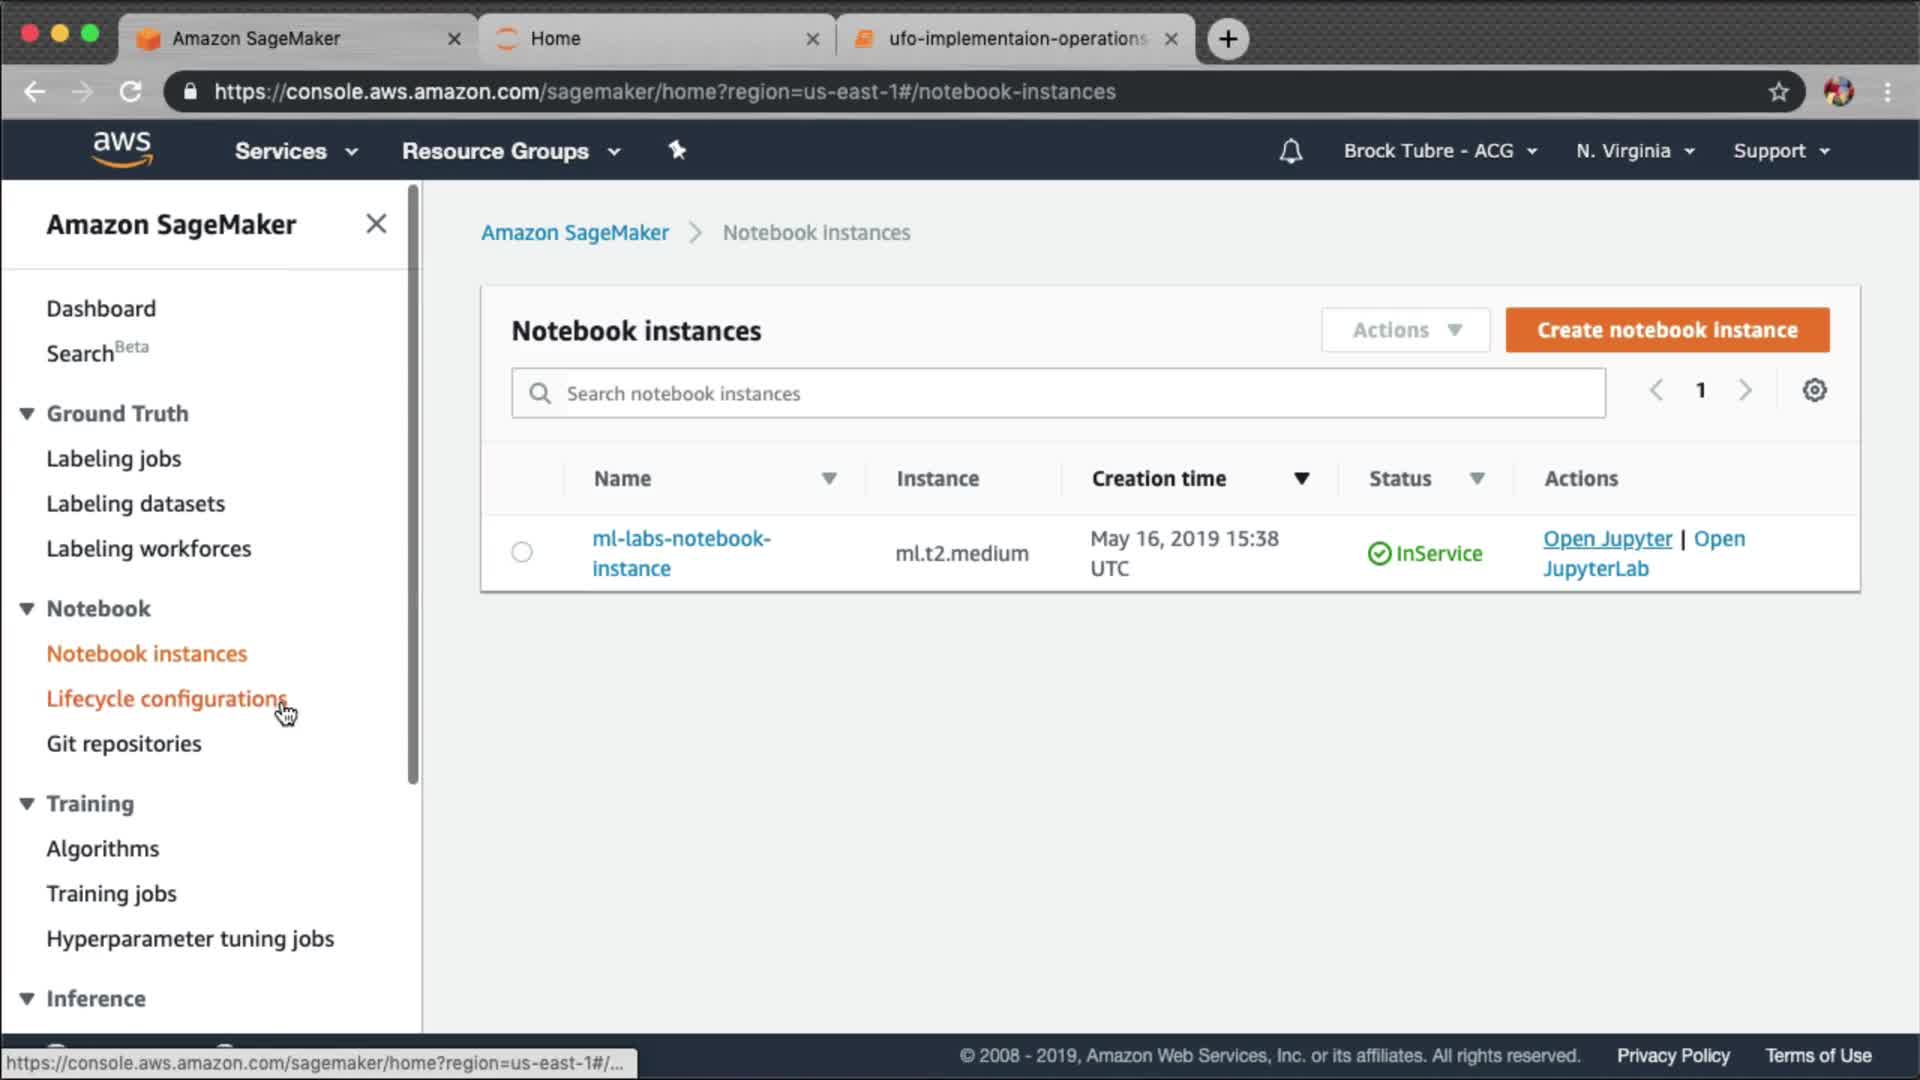 Amazon SageMaker
Home
ufo-implementaion-operations
https://console.aws.amazon.com/sagemaker/home?region=us-east-1#/notebook-instances
aws
Services
Resource Groups
Brock Tubre - ACG
N. Virginia
Support
Amazon SageMaker
Dashboard
Search Beta
Ground Truth
Labeling jobs
Labeling datasets
Labeling workforces
Notebook
Notebook instances
Lifecycle configurations
Git repositories
Training
Algorithms
Training jobs
Hyperparameter tuning jobs
Inference
Amazon SageMaker > Notebook instances
Notebook instances
Actions
Create notebook instance
Search notebook instances
1
Name Instance Creation time Status Actions
ml-labs-notebook-
instance
ml.t2.medium
May 16, 2019 15:38
UTC
InService
Open Jupyter | Open
JupyterLab
https://console.aws.amazon.com/sagemaker/home?region=us-east-1#/...
© 2008 - 2019, Amazon Web Services, Inc. or its affiliates. All rights reserved.
Privacy Policy
Terms of Use